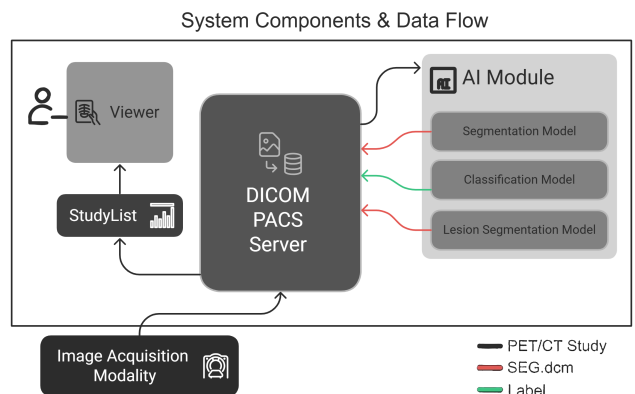 System Components & Data Flow
Viewer
StudyList
DICOM
PACS
Server
AI
AI Module
Segmentation Model
Classification Model
Lesion Segmentation Model
Image Acquisition
Modality
PET/CT Study
SEG.dcm
Label